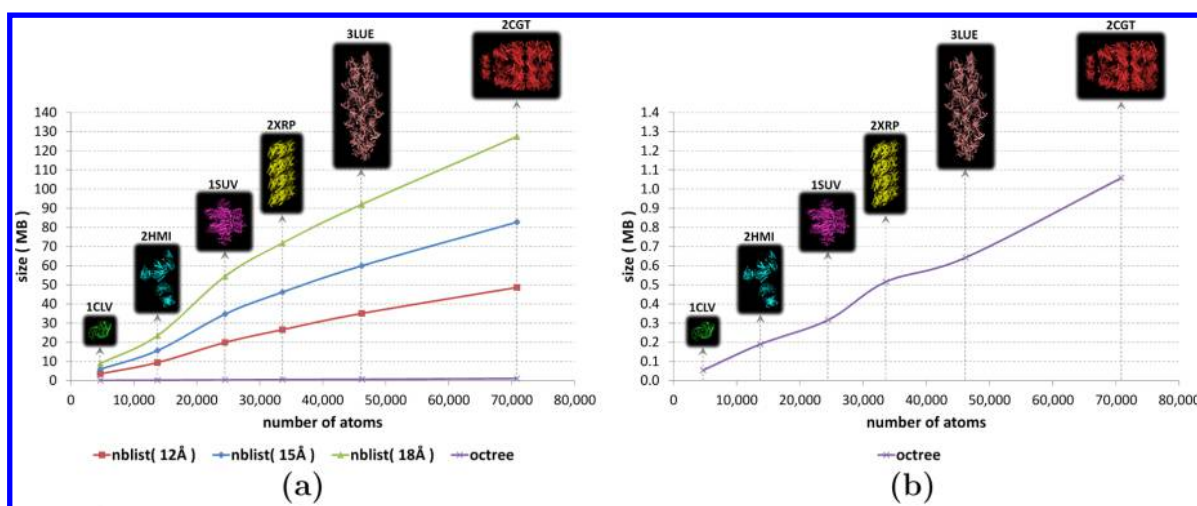 2CGT
3LUE
2XRP
1SUV
2HMI
1CLV
size ( MB )
140
130
120
110
100
90
80
70
60
50
40
30
20
10
0
0 10,000 20,000 30,000 40,000 50,000 60,000 70,000 80,000
number of atoms
nblist( 12Å ) nblist( 15Å ) nblist( 18Å ) octree
(a)
2CGT
3LUE
2XRP
1SUV
2HMI
1CLV
size ( MB )
1.4
1.3
1.2
1.1
1.0
0.9
0.8
0.7
0.6
0.5
0.4
0.3
0.2
0.1
0.0
0 10,000 20,000 30,000 40,000 50,000 60,000 70,000 80,000
number of atoms
octree
(b)